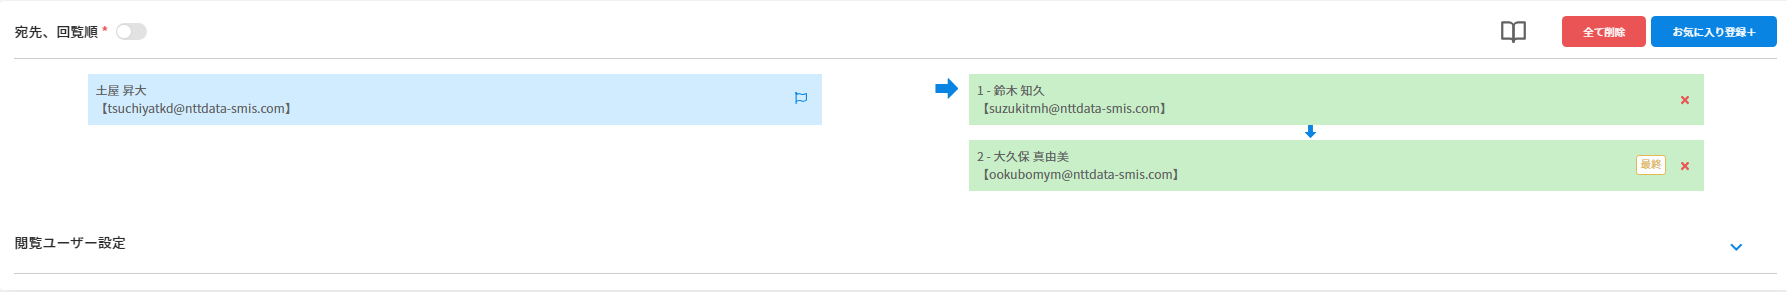 宛先、回覧順 *
全て削除
お気に入り登録+
土屋 昇大
【tsuchiyatkd@nttdata-smis.com】
1 - 鈴木 知久
【suzukitmh@nttdata-smis.com】
2 - 大久保 真由美
【ookubomym@nttdata-smis.com】
最終
閲覧ユーザー設定